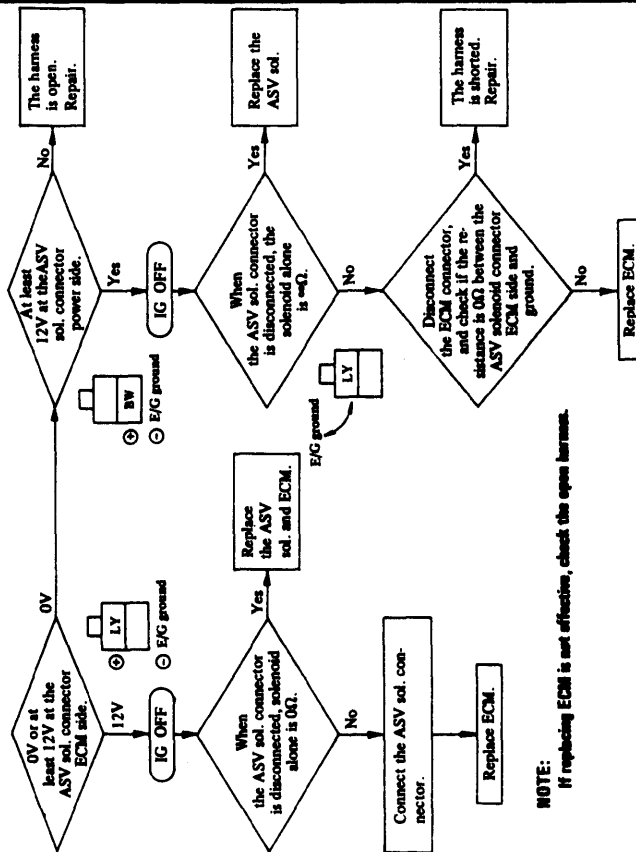 0V or at
least 12V at the
ASV sol. connector
ECM side.
0V
12V
LY
⊕
⊖ E/G ground
IG OFF
When
the ASV sol. connector
is disconnected, solenoid
alone is 0Ω.
Yes
Replace
the ASV
sol. and ECM.
No
Connect the ASV sol. con-
nector.
Replace ECM.
At least
12V at the ASV
sol. connector
power side.
No
The harness
is open.
Repair.
Yes
BW
⊕
⊖ E/G ground
IG OFF
When
the ASV sol. connector
is disconnected, the
solenoid alone
is ∞Ω.
Yes
Replace the
ASV sol.
No
E/G ground
LY
Disconnect
the ECM connector,
and check if the re-
sistance is 0Ω between the
ASV solenoid connector
ECM side and
ground.
Yes
The harness
is shorted.
Repair.
No
Replace ECM.
NOTE:
If replacing ECM is not effective, check the open harness.